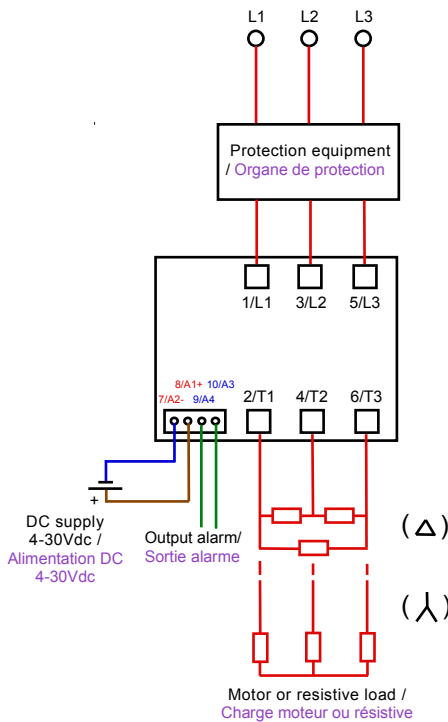 L1 L2 L3
Protection equipment
/ Organe de protection
1/L1 3/L2 5/L3
8/A1+ 10/A3
7/A2- 9/A4
2/T1 4/T2 6/T3
+
DC supply
4-30Vdc /
Alimentation DC
4-30Vdc
Output alarm/
Sortie alarme
(Δ)
(⅄)
Motor or resistive load /
Charge moteur ou résistive